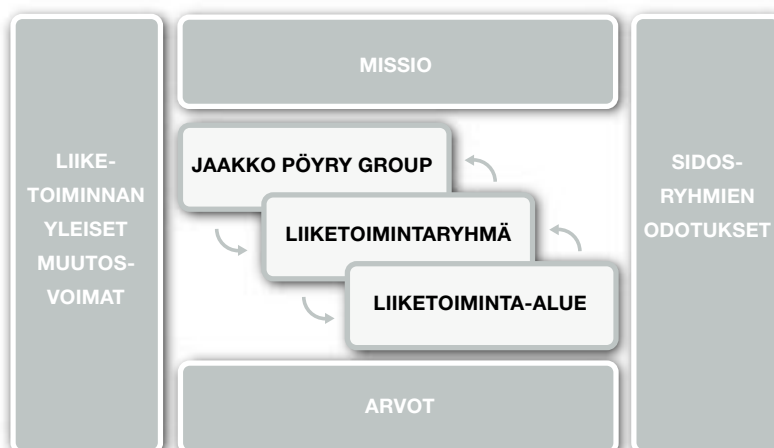 MISSIO
LIIKE-
TOIMINNAN
YLEISET
MUUTOS-
VOIMAT
JAAKKO PÖYRY GROUP
LIIKETOIMINTARYHMÄ
LIIKETOIMINTA-ALUE
SIDOS-
RYHMIEN
ODOTUKSET
ARVOT